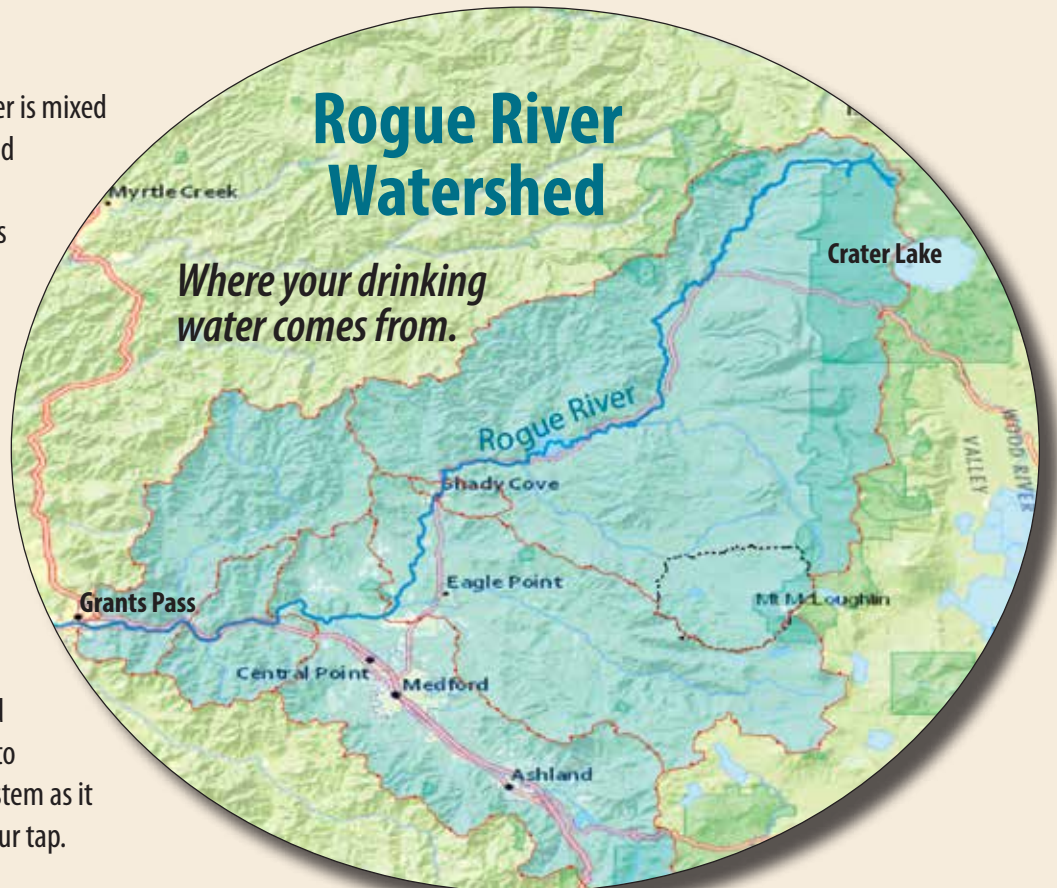 er is mixed
d
s
Rogue River
Watershed
Where your drinking
water comes from.
Myrtle Creek
Crater Lake
Rogue River
WOOD RIVER
VALLEY
Shady Cove
Eagle Point
Mt McLoughlin
Grants Pass
Central Point
Medford
Ashland
d
to
stem as it
ur tap.